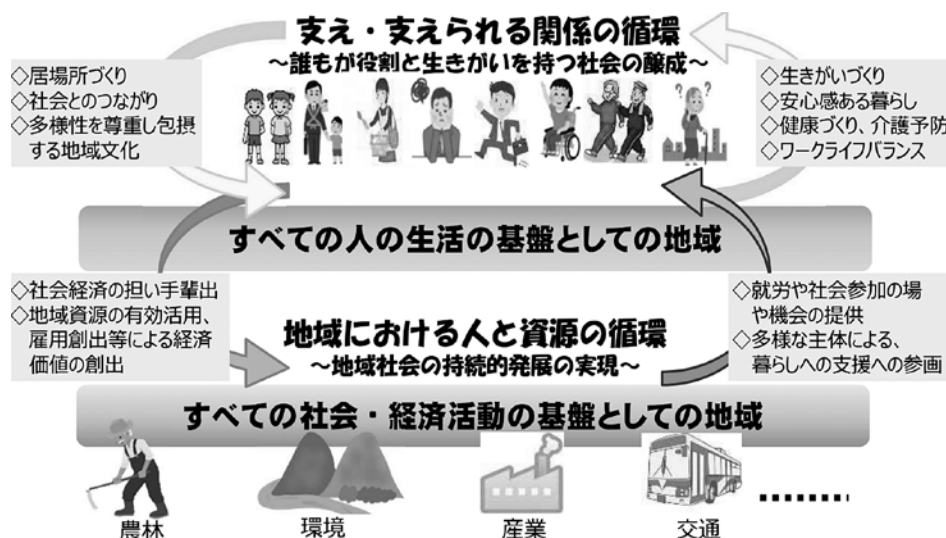 支え・支えられる関係の循環
～誰もが役割と生きがいを持つ社会の醸成～
◇居場所づくり
◇社会とのつながり
◇多様性を尊重し包摂
する地域文化
◇生きがいづくり
◇安心感ある暮らし
◇健康づくり、介護予防
◇ワークライフバランス
すべての人の生活の基盤としての地域
◇社会経済の担い手輩出
◇地域資源の有効活用、
雇用創出等による経済
価値の創出
地域における人と資源の循環
～地域社会の持続的発展の実現～
◇就労や社会参加の場
や機会の提供
◇多様な主体による、
暮らしへの支援への参画
すべての社会・経済活動の基盤としての地域
農林
環境
産業
交通